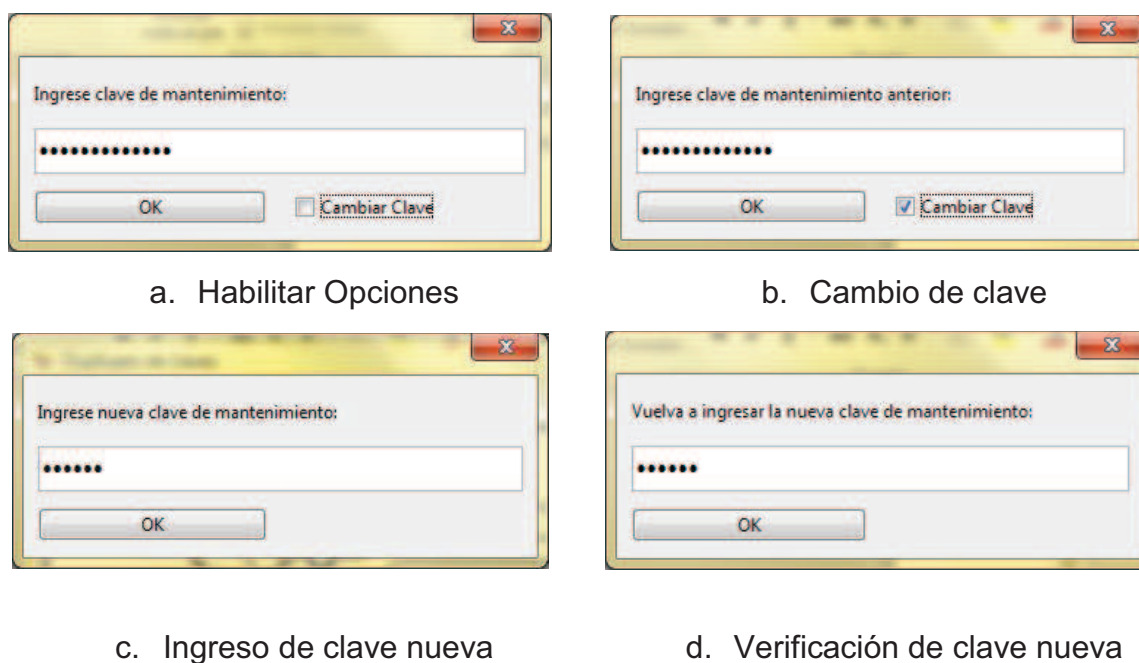 Ingrese clave de mantenimiento:
•••••••••••••
OK
Cambiar Clave
a. Habilitar Opciones
Ingrese clave de mantenimiento anterior:
•••••••••••••
OK
Cambiar Clave
b. Cambio de clave
Ingrese nueva clave de mantenimiento:
••••••
OK
c. Ingreso de clave nueva
Vuelva a ingresar la nueva clave de mantenimiento:
••••••
OK
d. Verificación de clave nueva